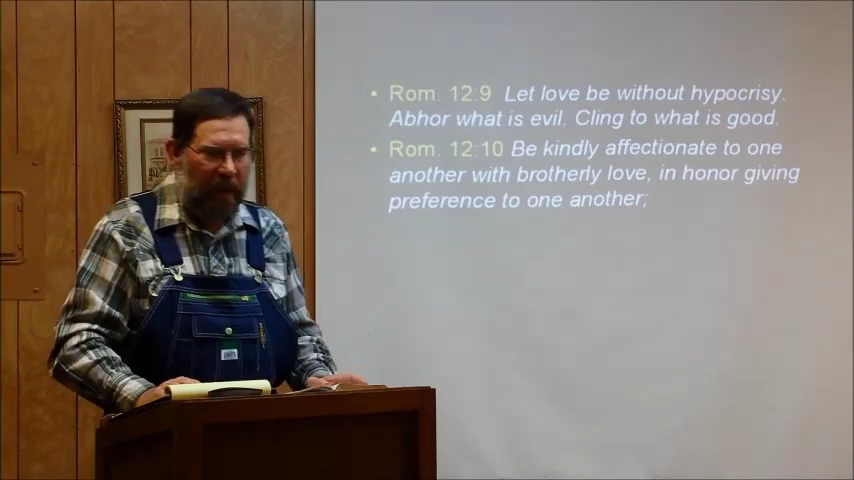 • Rom. 12:9 Let love be without hypocrisy.
Abhor what is evil. Cling to what is good.
• Rom. 12:10 Be kindly affectionate to one
another with brotherly love, in honor giving
preference to one another;